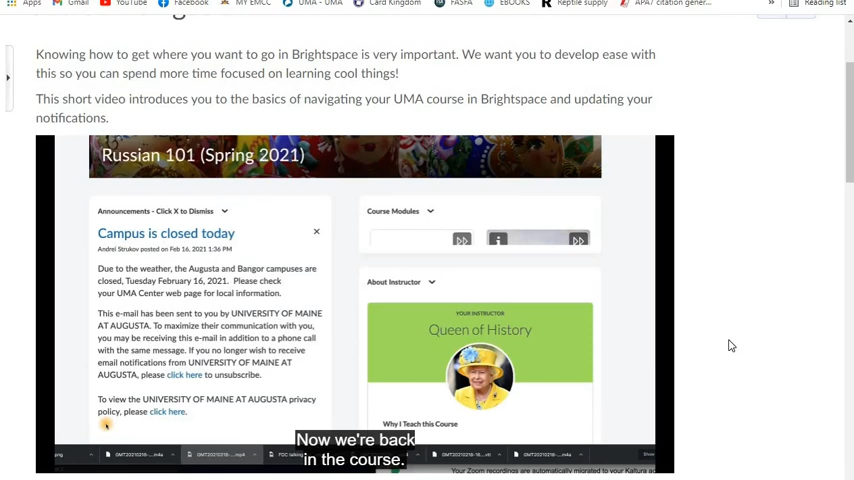 Apps Gmail YouTube Facebook MY EMCC UMA - UMA Card Kingdom FASFA EBOOKS Reptile supply APA7 citation gener... » Reading list
Knowing how to get where you want to go in Brightspace is very important. We want you to develop ease with
this so you can spend more time focused on learning cool things!
This short video introduces you to the basics of navigating your UMA course in Brightspace and updating your
notifications.
Russian 101 (Spring 2021)
Announcements - Click X to Dismiss
Campus is closed today
Andrei Strukov posted on Feb 16, 2021 1:36 PM
Due to the weather, the Augusta and Bangor campuses are
closed, Tuesday February 16, 2021. Please check
your UMA Center web page for local information.
This e-mail has been sent to you by UNIVERSITY OF MAINE
AT AUGUSTA. To maximize their communication with you,
you may be receiving this e-mail in addition to a phone call
with the same message. If you no longer wish to receive
email notifications from UNIVERSITY OF MAINE AT
AUGUSTA, please click here to unsubscribe.
To view the UNIVERSITY OF MAINE AT AUGUSTA privacy
policy, please click here.
Course Modules
About Instructor
YOUR INSTRUCTOR
Queen of History
Why I Teach this Course
Now we're back
in the course.
Your Zoom recordings are automatically migrated to your Kaltura ac